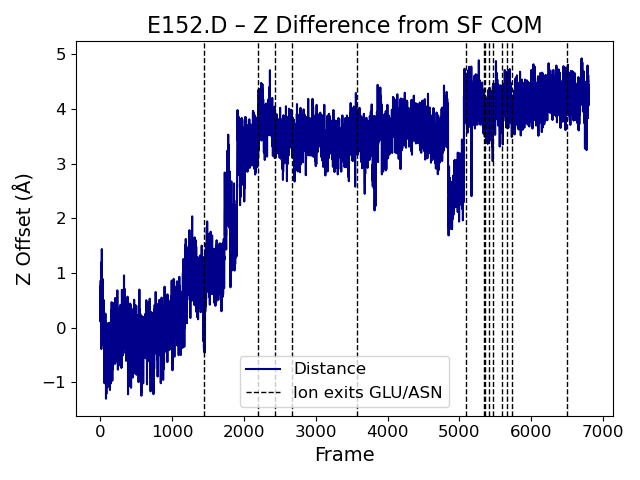 E152.D – Z Difference from SF COM
Z Offset (Å)
5
4
3
2
1
0
−1
Distance
Ion exits GLU/ASN
0 1000 2000 3000 4000 5000 6000 7000
Frame